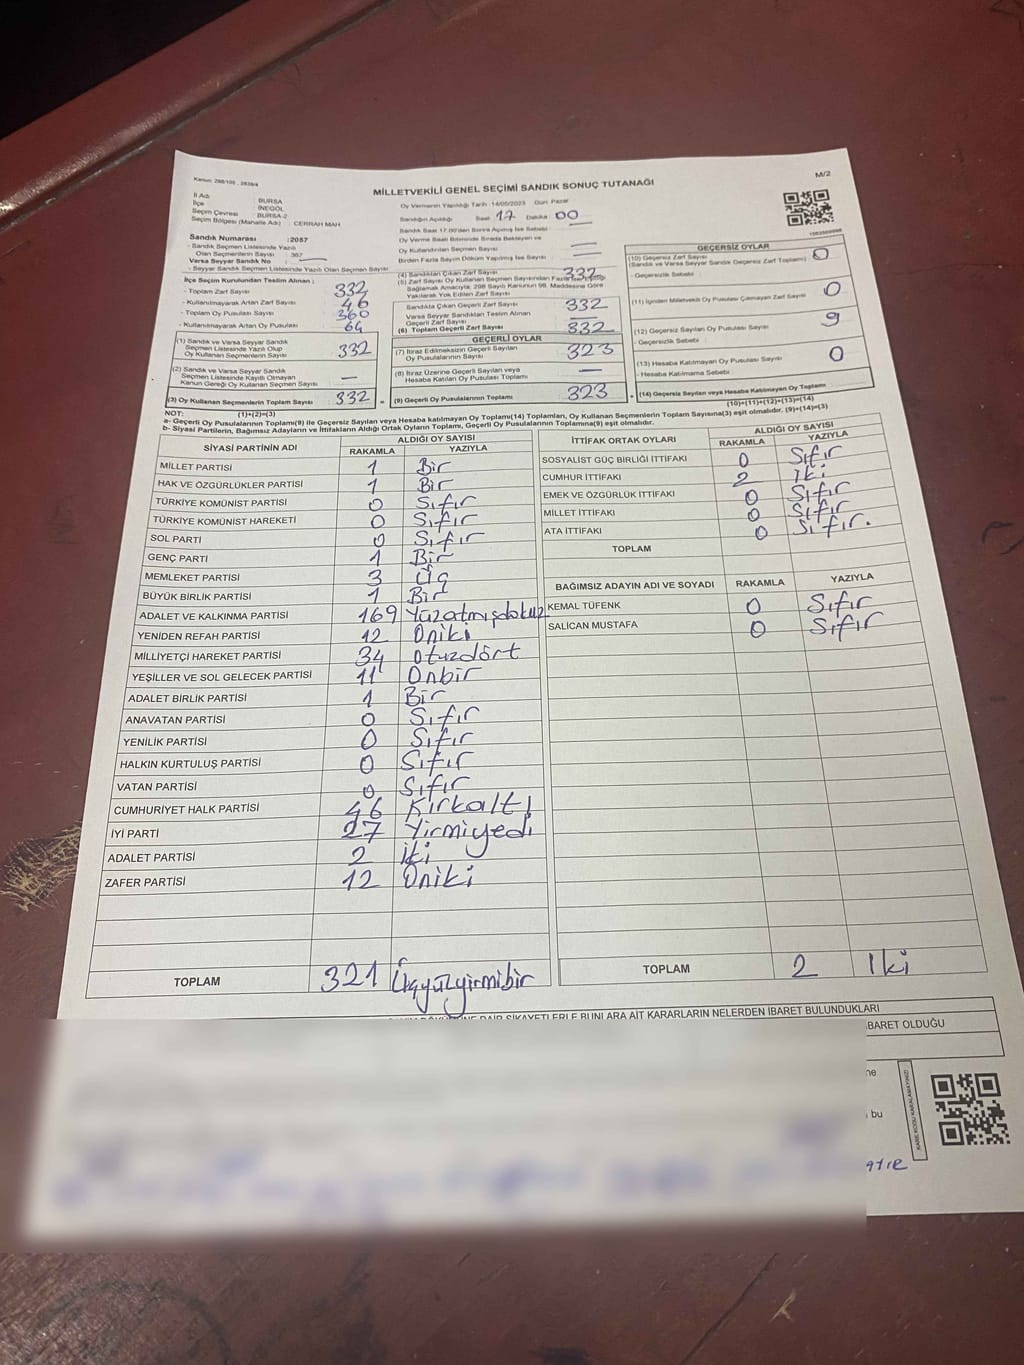 Kanun: 298/105 , 2839/4
M/2
MİLLETVEKİLİ GENEL SEÇİMİ SANDIK SONUÇ TUTANAĞI
İl Adı : BURSA
İlçe : İNEGÖL
Seçim Çevresi : BURSA-2
Seçim Bölgesi (Mahalle Adı) : CERRAH MAH
Sandık Numarası :2087
- Sandık Seçmen Listesinde Yazılı
Olan Seçmenlerin Sayısı : 367
Varsa Seyyar Sandık No :
- Seyyar Sandık Seçmen Listesinde Yazılı Olan Seçmen Sayısı
Oy Vermenin Yapıldığı Tarih :14/05/2023 Gün: Pazar
Sandığın Açıldığı Saat 17 Dakika 00
Sandık Saat 17.00'den Sonra Açılmış İse Sebebi
Oy Verme Saati Bitiminde Sırada Bekleyen ve
Oy Kullandırılan Seçmen Sayısı
Birden Fazla Sayım Döküm Yapılmış İse Sayısı
İlçe Seçim Kurulundan Teslim Alınan ;
- Toplam Zarf Sayısı 332
- Kullanılmayarak Artan Zarf Sayısı 46
- Toplam Oy Pusulası Sayısı 360
- Kullanılmayarak Artan Oy Pusulası 64
(1) Sandık ve Varsa Seyyar Sandık
Seçmen Listesinde Yazılı Olup
Oy Kullanan Seçmenlerin Sayısı 332
(2) Sandık ve Varsa Seyyar Sandık
Seçmen Listesinde Kayıtlı Olmayan
Kanun Gereği Oy Kullanan Seçmen Sayısı —
(3) Oy Kullanan Seçmenlerin Toplam Sayısı 332 =
(4) Sandıktan Çıkan Zarf Sayısı 332
(5) Zarf Sayısı Oy Kullanan Seçmen Sayısından Fazla İse Eşitliği
Sağlamak Amacıyla, 298 Sayılı Kanunun 98. Maddesine Göre
Yakılarak Yok Edilen Zarf Sayısı
Sandıkta Çıkan Geçerli Zarf Sayısı 332
Varsa Seyyar Sandıktan Teslim Alınan
Geçerli Zarf Sayısı
(6) Toplam Geçerli Zarf Sayısı 332
GEÇERLİ OYLAR
(7) İtiraz Edilmeksizin Geçerli Sayılan
Oy Pusulalarının Sayısı 323
(8) İtiraz Üzerine Geçerli Sayılan veya
Hesaba Katılan Oy Pusulası Toplamı —
(9) Geçerli Oy Pusulalarının Toplamı 323 +
GEÇERSİZ OYLAR
(10) Geçersiz Zarf Sayısı
(Sandık ve Varsa Seyyar Sandık Geçersiz Zarf Toplamı) : 0
- Geçersizlik Sebebi
(11) İçinden Milletvekili Oy Pusulası Çıkmayan Zarf Sayısı 0
(12) Geçersiz Sayılan Oy Pusulası Sayısı 9
- Geçersizlik Sebebi :
(13) Hesaba Katılmayan Oy Pusulası Sayısı 0
- Hesaba Katılmama Sebebi :
(14) Geçersiz Sayılan veya Hesaba Katılmayan Oy Toplamı
NOT: (1)+(2)=(3) (10)+(11)+(12)+(13)=(14)
a- Geçerli Oy Pusulalarının Toplamı(9) ile Geçersiz Sayılan veya Hesaba katılmayan Oy Toplamı(14) Toplamları, Oy Kullanan Seçmenlerin Toplam Sayısına(3) eşit olmalıdır. (9)+(14)=(3)
b- Siyasi Partilerin, Bağımsız Adayların ve İttifakların Aldığı Ortak Oyların Toplamı, Geçerli Oy Pusulalarının Toplamına(9) eşit olmalıdır.
SİYASİ PARTİNİN ADI ALDIĞI OY SAYISI
RAKAMLA YAZIYLA
MİLLET PARTİSİ 1 Bir
HAK VE ÖZGÜRLÜKLER PARTİSİ 1 Bir
TÜRKİYE KOMÜNİST PARTİSİ 0 Sıfır
TÜRKİYE KOMÜNİST HAREKETİ 0 Sıfır
SOL PARTİ 0 Sıfır
GENÇ PARTİ 1 Bir
MEMLEKET PARTİSİ 3 Üç
BÜYÜK BİRLİK PARTİSİ 1 Bir
ADALET VE KALKINMA PARTİSİ 169 Yüzatmışdokuz
YENİDEN REFAH PARTİSİ 12 Oniki
MİLLİYETÇİ HAREKET PARTİSİ 34 otuzdört
YEŞİLLER VE SOL GELECEK PARTİSİ 11 Onbir
ADALET BİRLİK PARTİSİ 1 Bir
ANAVATAN PARTİSİ 0 Sıfır
YENİLİK PARTİSİ 0 Sıfır
HALKIN KURTULUŞ PARTİSİ 0 Sıfır
VATAN PARTİSİ 0 Sıfır
CUMHURİYET HALK PARTİSİ 46 Kırkaltı
İYİ PARTİ 27 Yirmiyedi
ADALET PARTİSİ 2 iki
ZAFER PARTİSİ 12 Oniki
TOPLAM 321 Üçyüzyirmibir
İTTİFAK ORTAK OYLARI ALDIĞI OY SAYISI
RAKAMLA YAZIYLA
SOSYALİST GÜÇ BİRLİĞİ İTTİFAKI 0 Sıfır
CUMHUR İTTİFAKI 2 İki
EMEK VE ÖZGÜRLÜK İTTİFAKI 0 Sıfır
MİLLET İTTİFAKI 0 Sıfır
ATA İTTİFAKI 0 Sıfır.
TOPLAM
BAĞIMSIZ ADAYIN ADI VE SOYADI RAKAMLA YAZIYLA
KEMAL TÜFENK 0 Sıfır
SALİCAN MUSTAFA 0 Sıfır
TOPLAM 2 İki
DAİR ŞİKAYETLERLE BUNLARA AİT KARARLARIN NELERDEN İBARET BULUNDUKLARI
İBARET OLDUĞU
bu